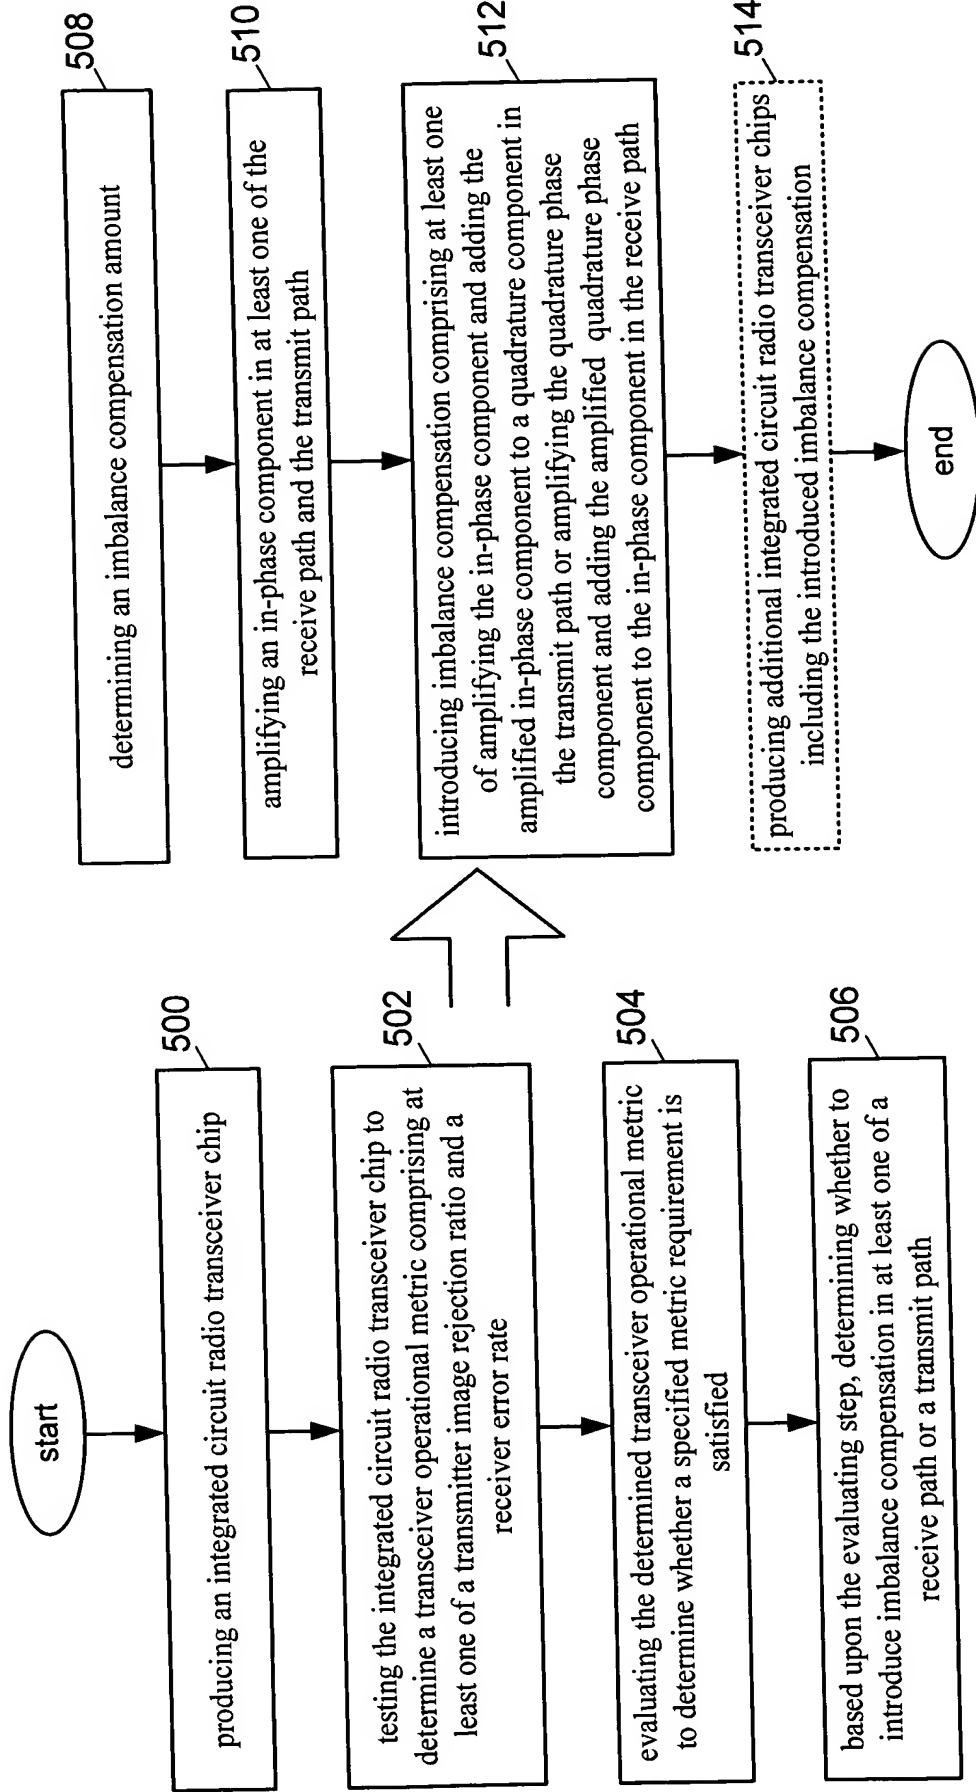 start
500
producing an integrated circuit radio transceiver chip
502
testing the integrated circuit radio transceiver chip to
determine a transceiver operational metric comprising at
least one of a transmitter image rejection ratio and a
receiver error rate
504
evaluating the determined transceiver operational metric
to determine whether a specified metric requirement is
satisfied
506
based upon the evaluating step, determining whether to
introduce imbalance compensation in at least one of a
receive path or a transmit path
508
determining an imbalance compensation amount
510
amplifying an in-phase component in at least one of the
receive path and the transmit path
512
introducing imbalance compensation comprising at least one
of amplifying the in-phase component and adding the
amplified in-phase component to a quadrature component in
the transmit path or amplifying the quadrature phase
component and adding the amplified quadrature phase
component to the in-phase component in the receive path
514
producing additional integrated circuit radio transceiver chips
including the introduced imbalance compensation
end